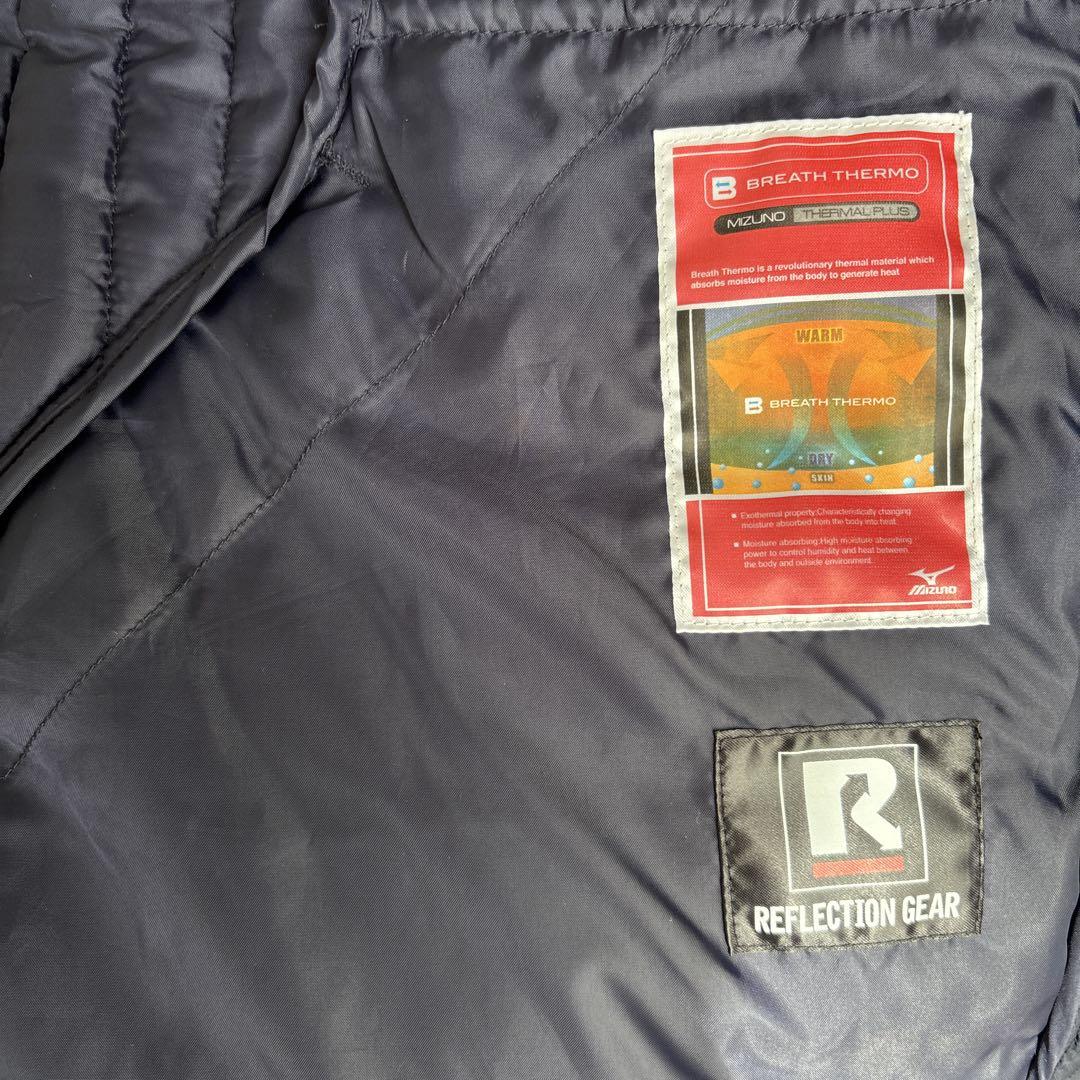 B BREATH THERMO
MIZUNO THERMAL PLUS
Breath Thermo is a revolutionary thermal material which
absorbs moisture from the body to generate heat
WARM
B BREATH THERMO
DRY
SKIN
Exothermal property:Characteristically changing
moisture absorbed from the body into heat.
Moisture absorbing:High moisture absorbing
power to control humidity and heat between
the body and outside environment.
MIZUNO
R
REFLECTION GEAR